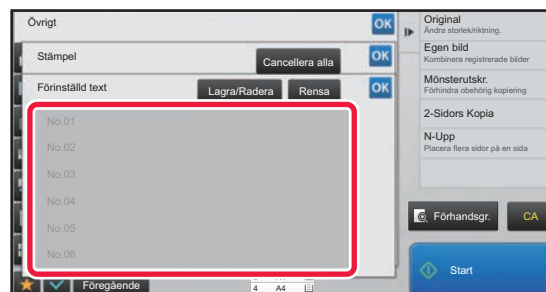 Övrigt
OK
Stämpel
Cancellera alla
OK
Förinställd text
Lagra/Radera
Rensa
OK
No.01
No.02
No.03
No.04
No.05
No.06
Föregående
4 A4
Original
Ändra storlek/riktning.
Egen bild
Kombinera registrerade bilder
Mönsterutskr.
Förhindra obehörig kopiering
2-Sidors Kopia
N-Upp
Placera flera sidor på en sida
Förhandsgr.
CA
Start